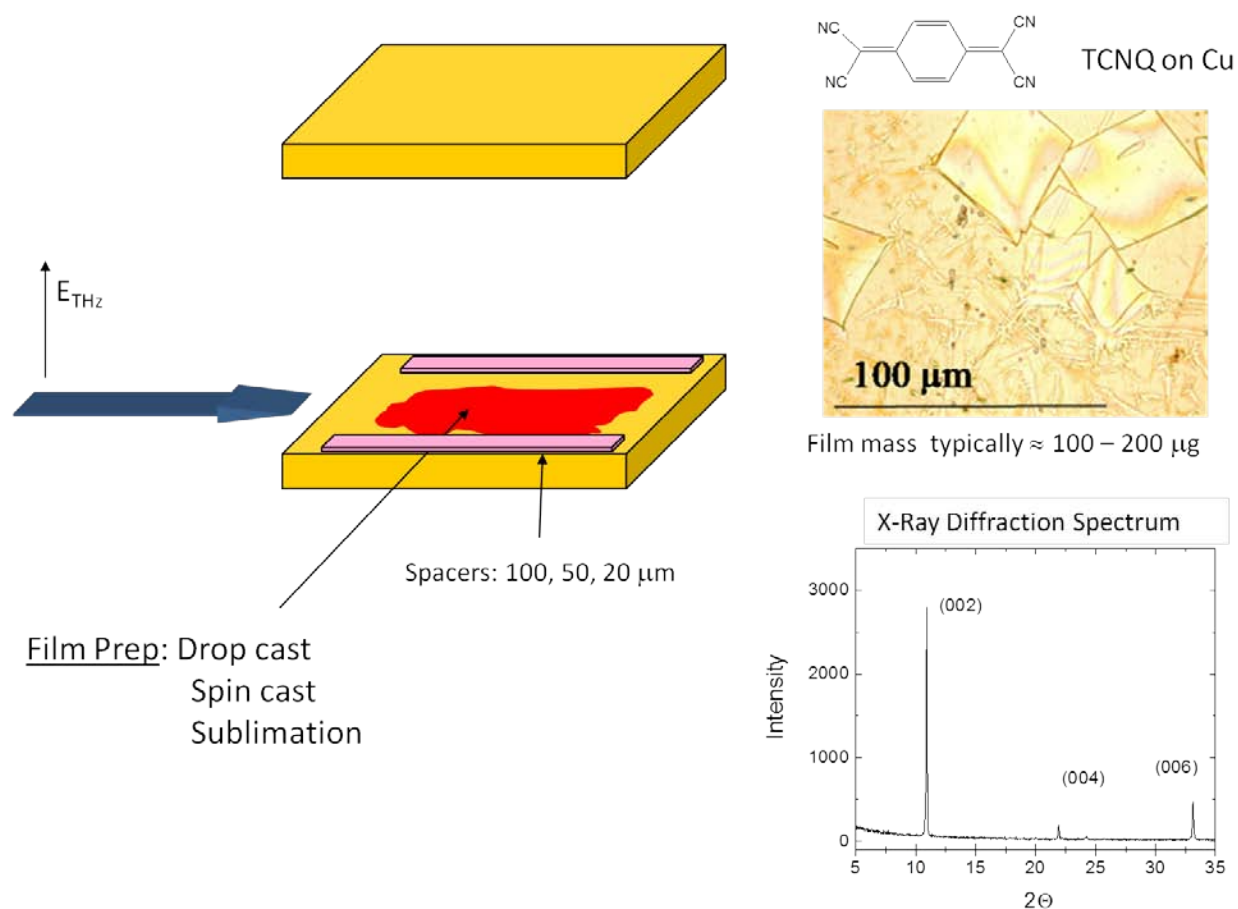 NC
CN
NC
CN
TCNQ on Cu
E_THz
100 μm
Film mass typically ≈ 100 – 200 μg
Spacers: 100, 50, 20 μm
Film Prep: Drop cast
Spin cast
Sublimation
X-Ray Diffraction Spectrum
Intensity
3000
2000
1000
0
(002)
(004)
(006)
5
10
15
20
25
30
35
2Θ